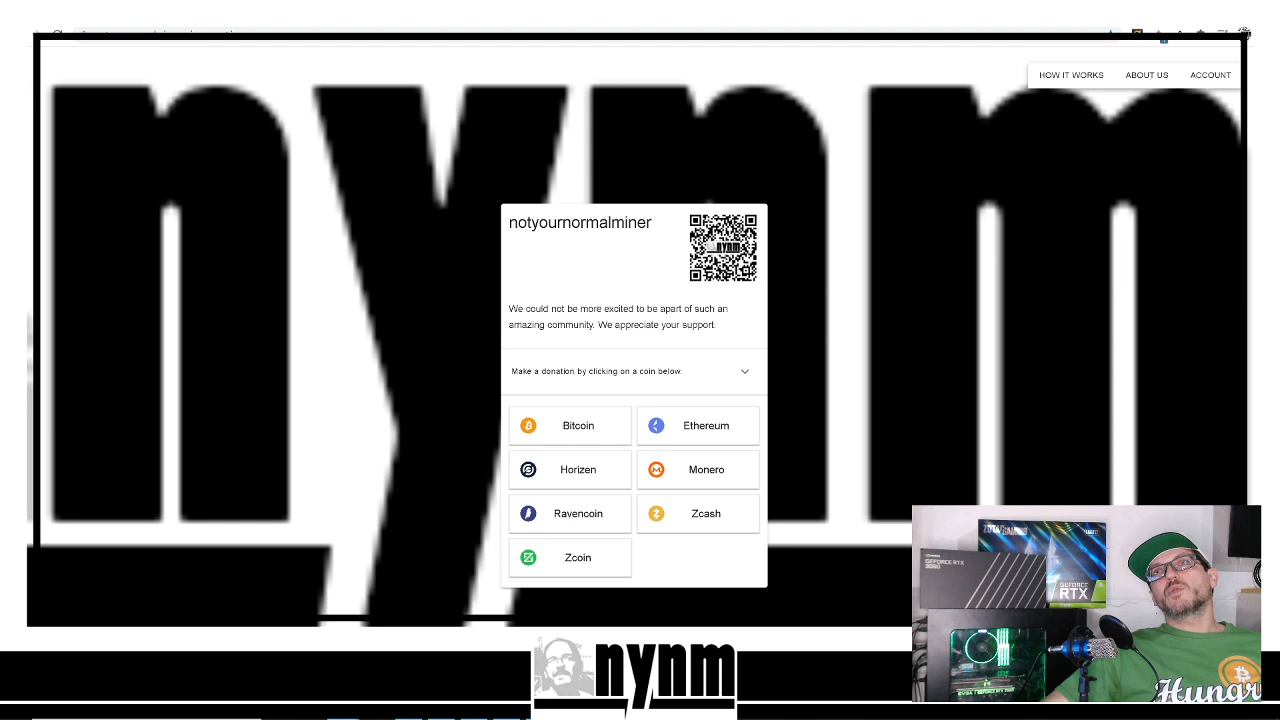 HOW IT WORKS ABOUT US ACCOUNT
nynm
notyournormalminer
nynm
We could not be more excited to be apart of such an
amazing community. We appreciate your support.
Make a donation by clicking on a coin below.
Bitcoin Ethereum
Horizen Monero
Ravencoin Zcash
Zcoin
GEFORCE RTX
3080
GEFORCE
RTX
nynm
Hungr